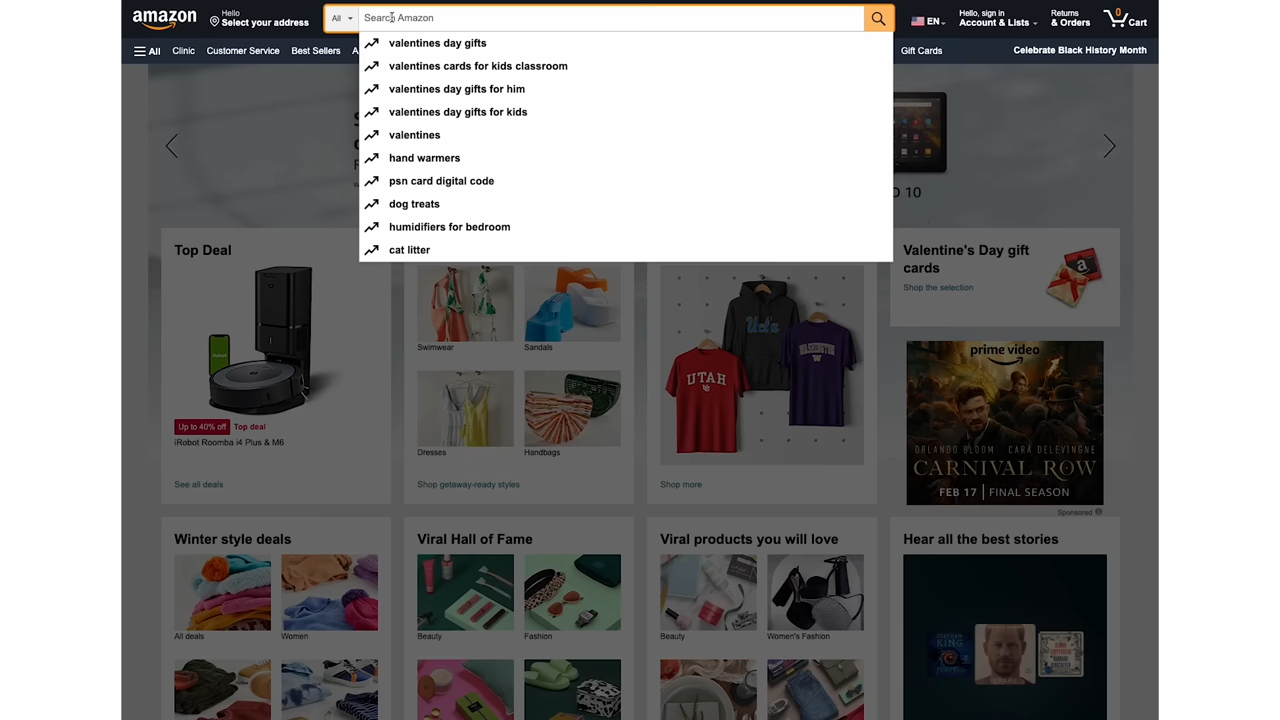 amazon
Hello
Select your address
All
Search Amazon
EN
Hello, sign in
Account & Lists
Returns
& Orders
0
Cart
All
Clinic
Customer Service
Best Sellers
Gift Cards
Celebrate Black History Month
valentines day gifts
valentines cards for kids classroom
valentines day gifts for him
valentines day gifts for kids
valentines
hand warmers
psn card digital code
dog treats
humidifiers for bedroom
cat litter
Top Deal
Up to 40% off
Top deal
iRobot Roomba i4 Plus & M6
See all deals
Swimwear
Sandals
Dresses
Handbags
Shop getaway-ready styles
UCLA
UTAH
WASHINGTON
Shop more
Valentine's Day gift
cards
Shop the selection
prime video
ORLANDO BLOOM
CARA DELEVINGNE
CARNIVAL ROW
FEB 17 | FINAL SEASON
Sponsored
Winter style deals
All deals
Women
Viral Hall of Fame
Beauty
Fashion
Viral products you will love
Beauty
Women's Fashion
Hear all the best stories
STEPHEN
KING